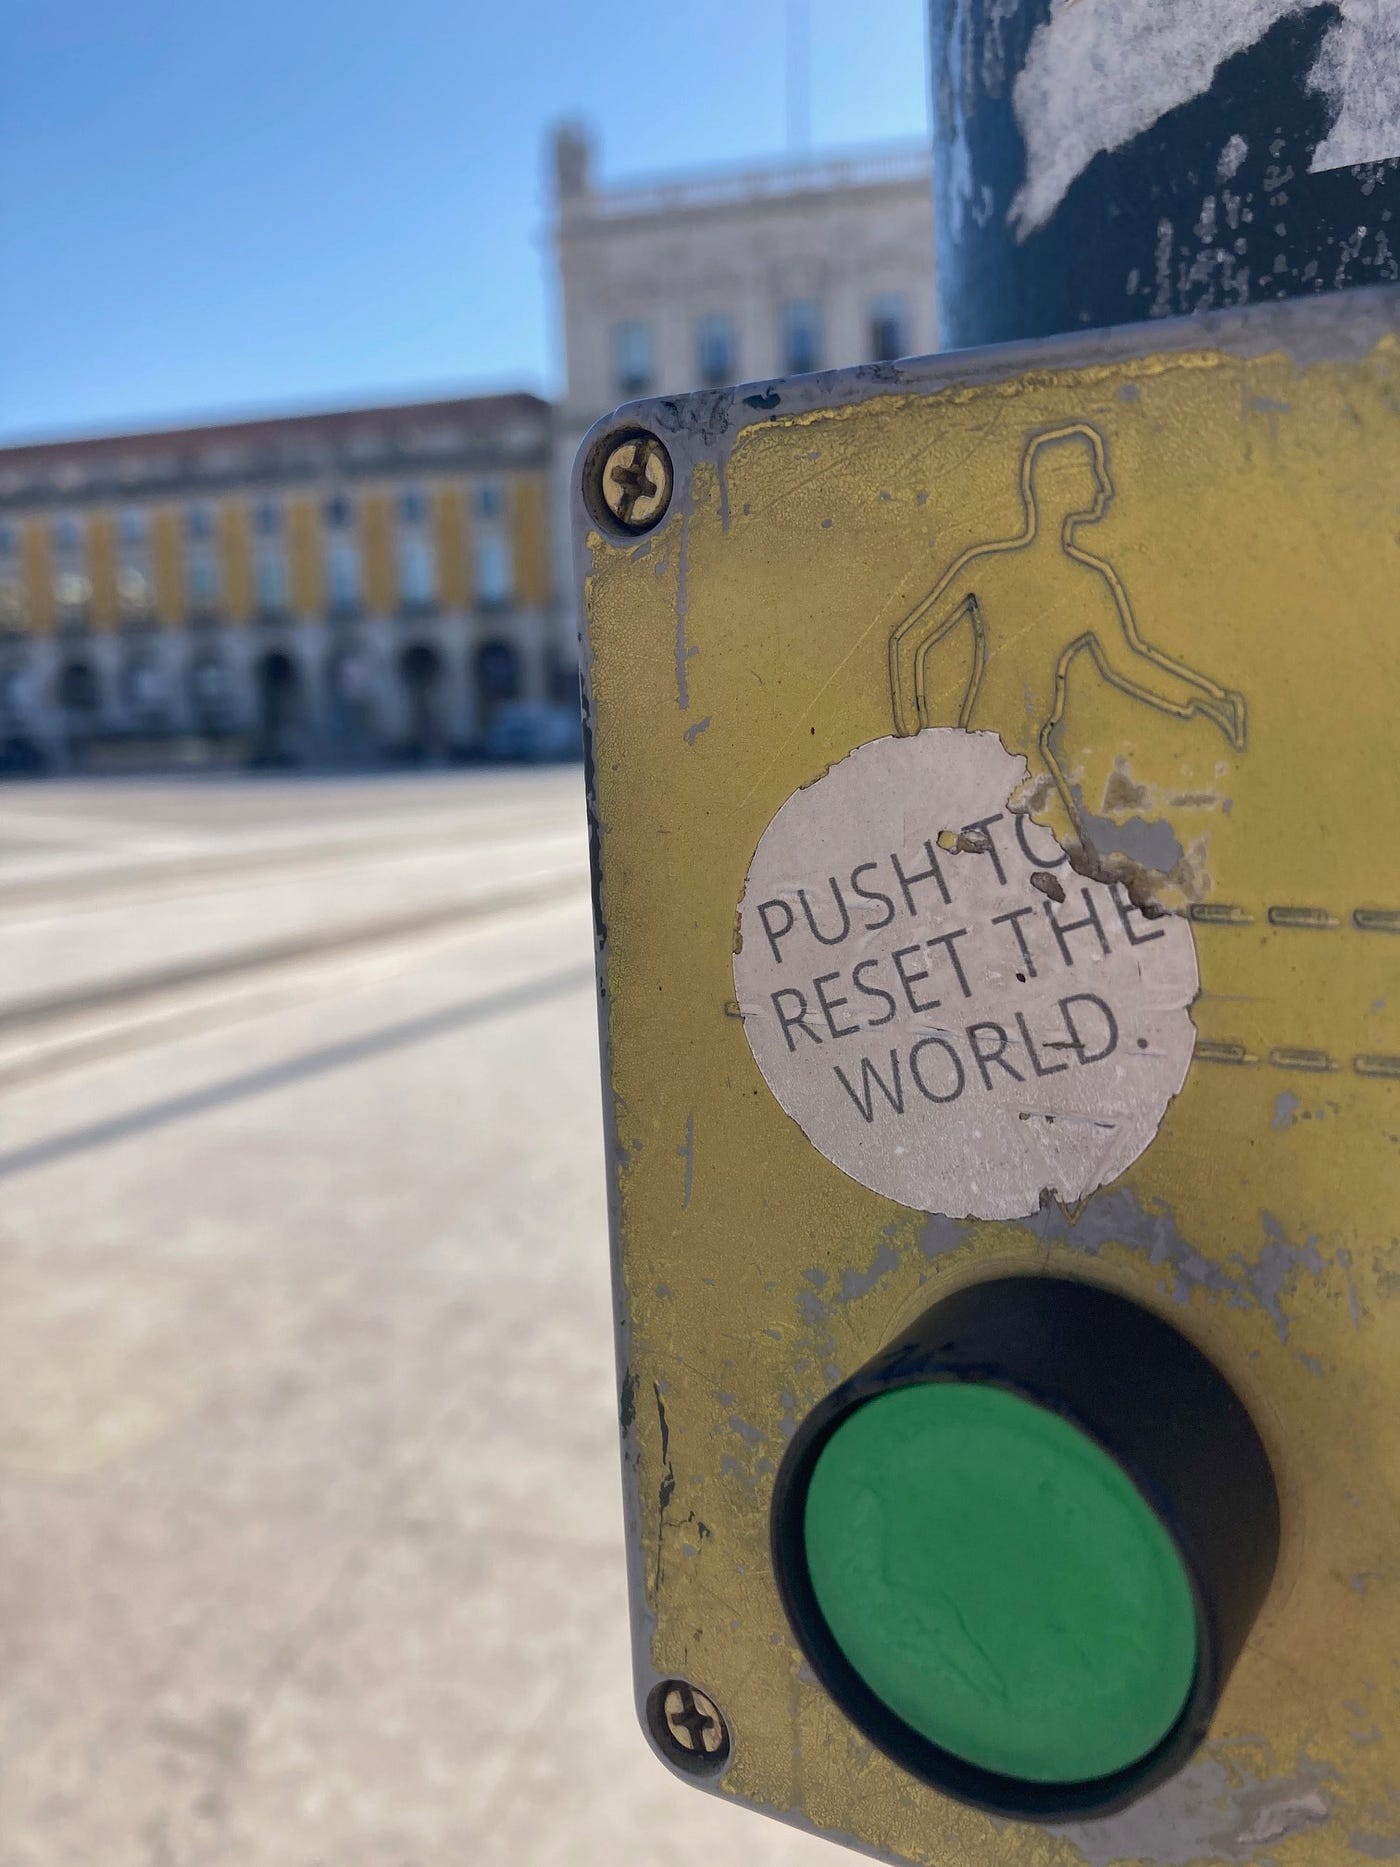 PUSH TO
RESET THE
WORLD.